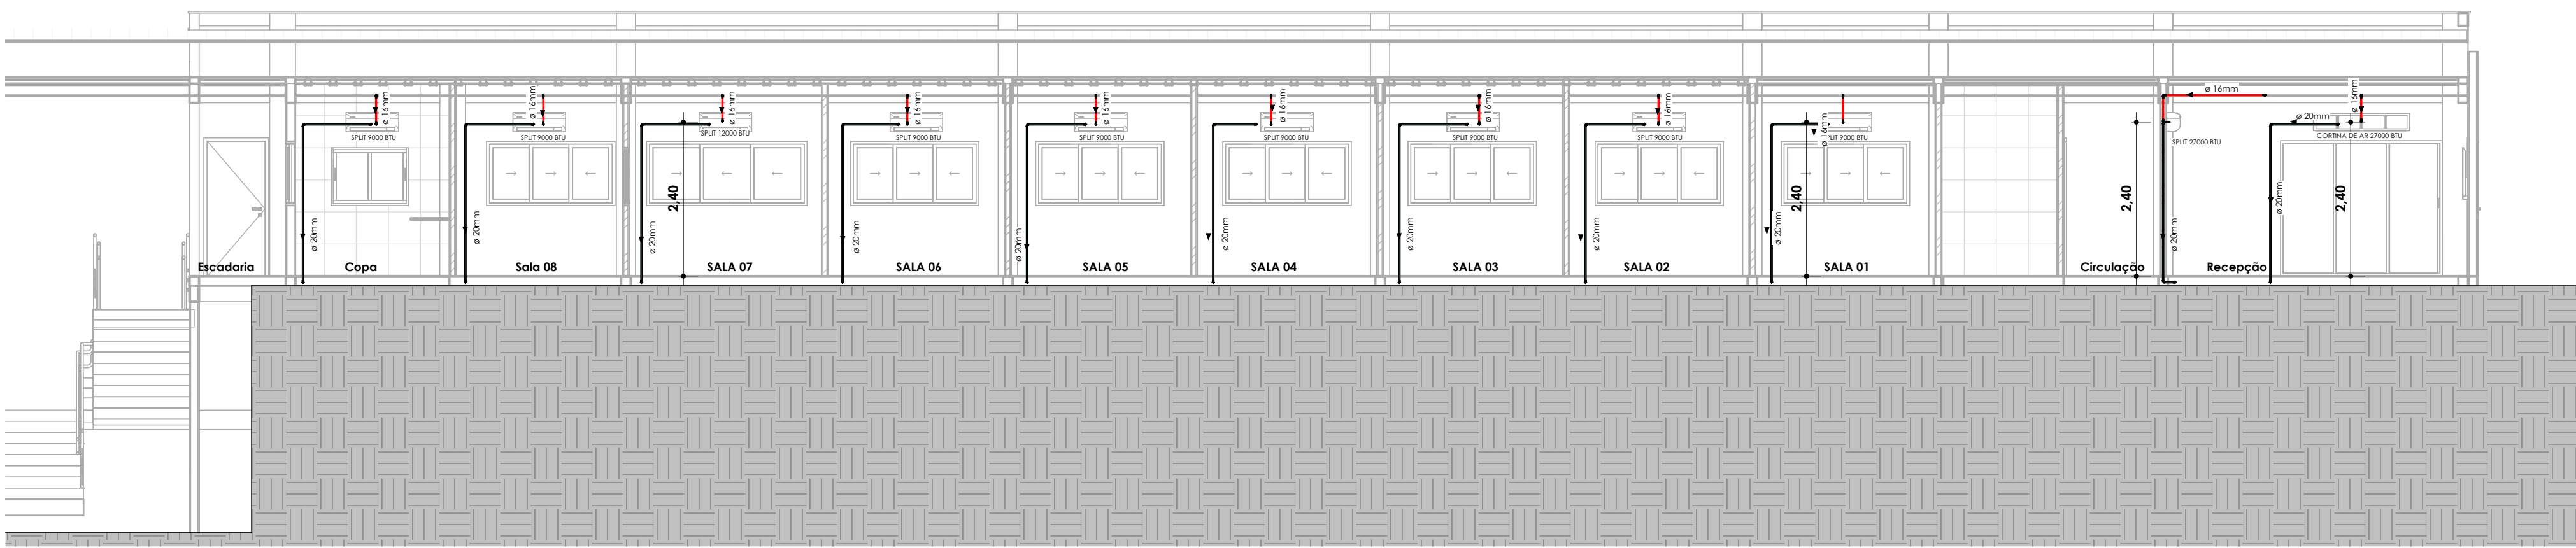 ø 16mm
SPLIT 9000 BTU
ø 20mm
Escadaria
Copa
ø 16mm
SPLIT 9000 BTU
ø 20mm
Sala 08
ø 16mm
SPLIT 12000 BTU
2,40
ø 20mm
SALA 07
ø 16mm
SPLIT 9000 BTU
ø 20mm
SALA 06
ø 16mm
SPLIT 9000 BTU
ø 20mm
SALA 05
ø 16mm
SPLIT 9000 BTU
ø 20mm
SALA 04
ø 16mm
SPLIT 9000 BTU
ø 20mm
SALA 03
ø 16mm
SPLIT 9000 BTU
ø 20mm
SALA 02
ø 16mm
SPLIT 9000 BTU
2,40
ø 20mm
SALA 01
ø 16mm
SPLIT 27000 BTU
2,40
ø 20mm
Circulação
Recepção
ø 16mm
ø 20mm
CORTINA DE AR 27000 BTU
ø 20mm
2,40